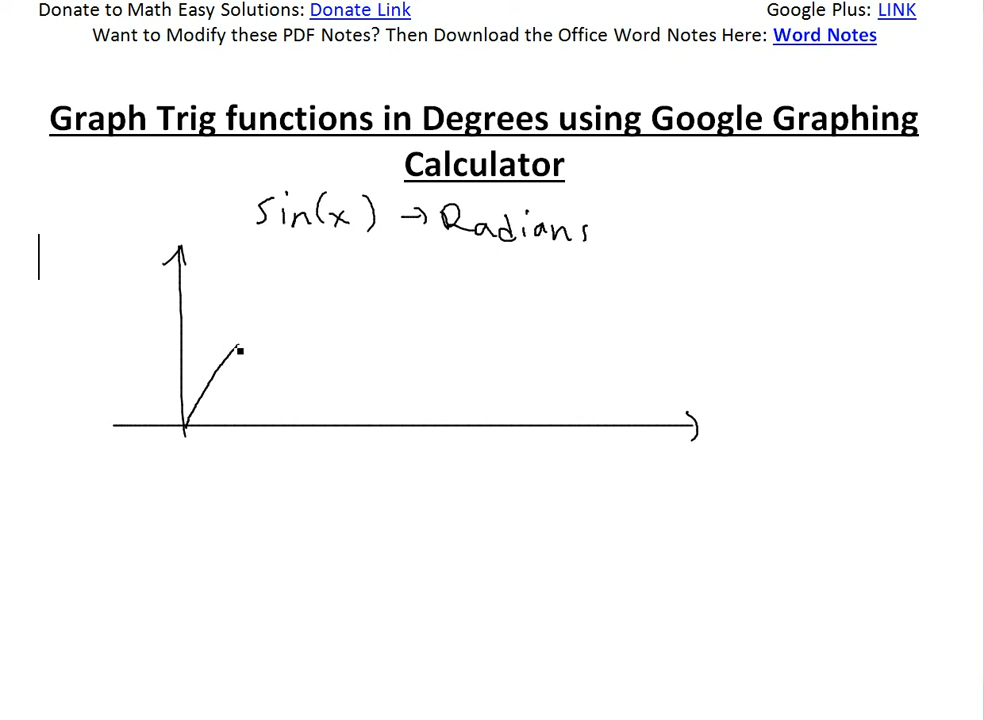 Donate to Math Easy Solutions: Donate Link Google Plus: LINK
Want to Modify these PDF Notes? Then Download the Office Word Notes Here: Word Notes
Graph Trig functions in Degrees using Google Graphing
Calculator
Sin(x) → Radians